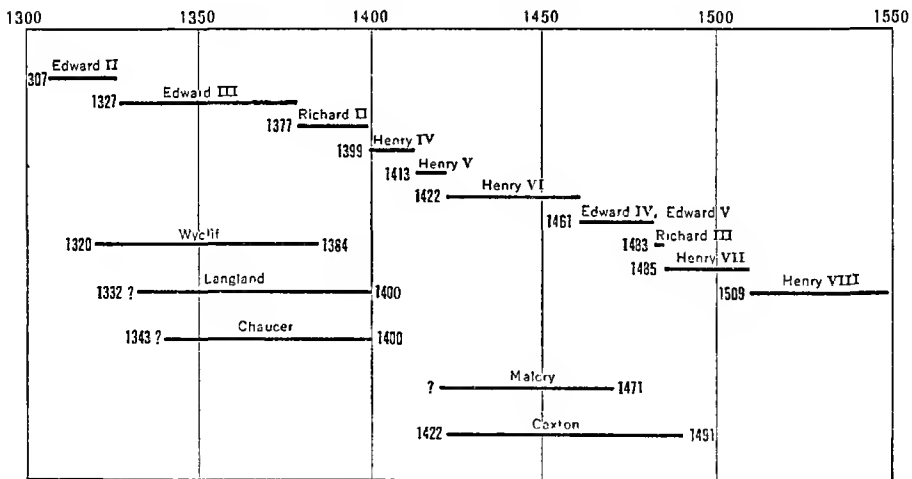 1300 1350 1400 1450 1500 1550
307 Edward II
1327 Edward III
1377 Richard II
1399 Henry IV
1413 Henry V
1422 Henry VI
1461 Edward IV, Edward V
1483 Richard III
1485 Henry VII
1509 Henry VIII
1320 Wyclif 1384
1332 ? Langland 1400
1343 ? Chaucer 1400
? Malory 1471
1422 Caxton 1491